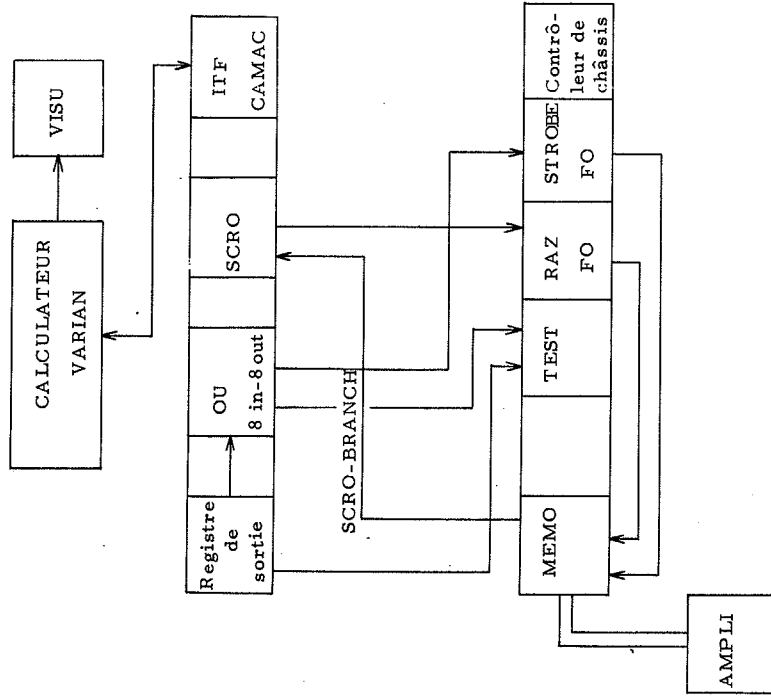 CALCULATEUR
VARIAN
VISU
Registre
de
sortie
OU
8 in-8 out
SCRO
ITF
CAMAC
SCRO-BRANCH
MEMO
TEST
RAZ
FO
STROBE
FO
Contrô-
leur de
châssis
AMPLI